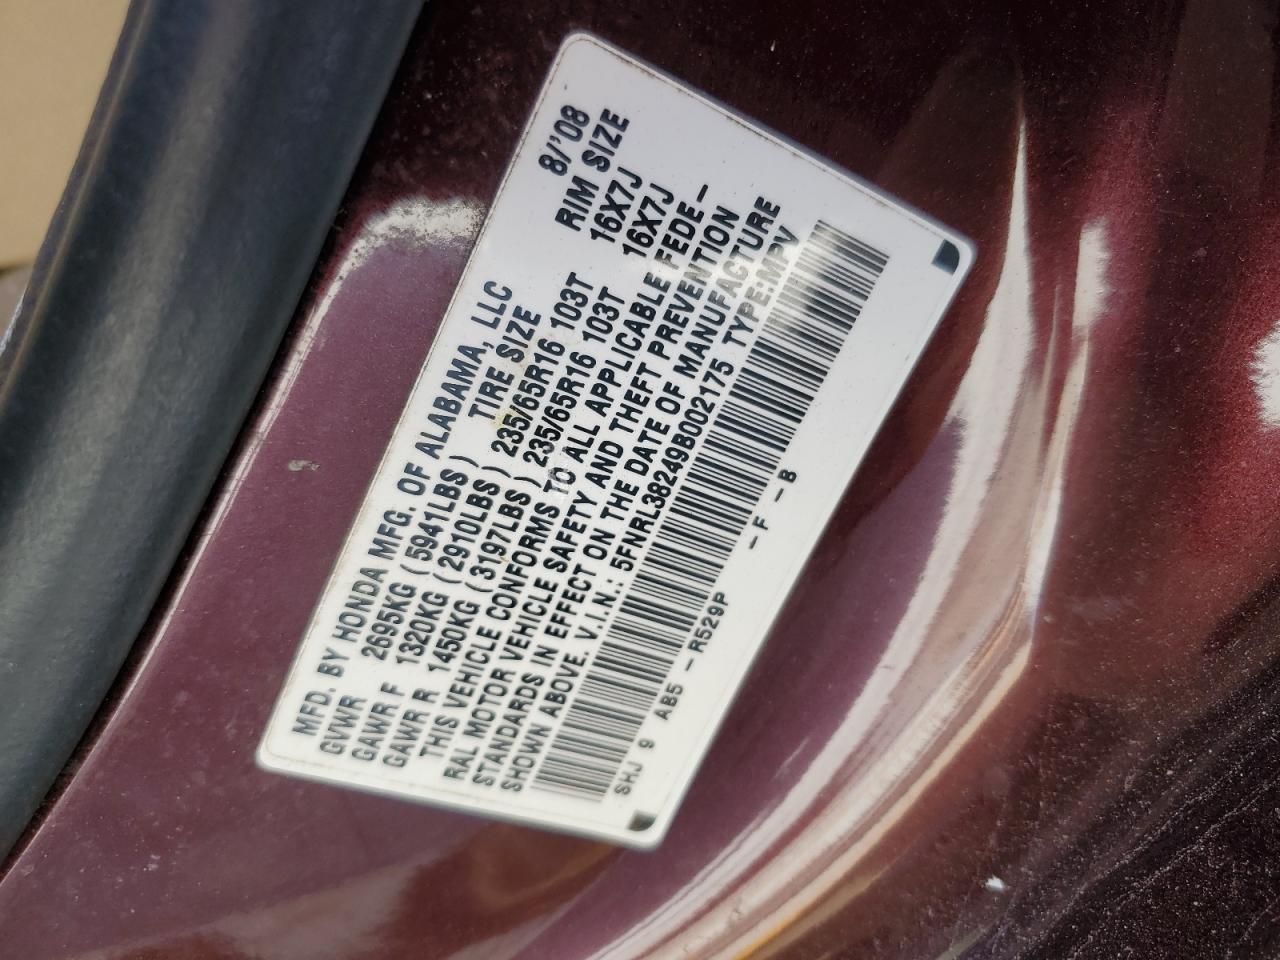 MFD. BY HONDA MFG. OF ALABAMA, LLC 8/'08
GVWR 2695KG (5941LBS) TIRE SIZE RIM SIZE
GAWR F 1320KG (2910LBS) 235/65R16 103T 16X7J
GAWR R 1450KG (3197LBS) 235/65R16 103T 16X7J
THIS VEHICLE CONFORMS TO ALL APPLICABLE FEDE-
RAL MOTOR VEHICLE SAFETY AND THEFT PREVENTION
STANDARDS IN EFFECT ON THE DATE OF MANUFACTURE
SHOWN ABOVE. V.I.N.: 5FNRL38249B002175 TYPE:MPV
SHJ 9 AB5 -R529P -F-B